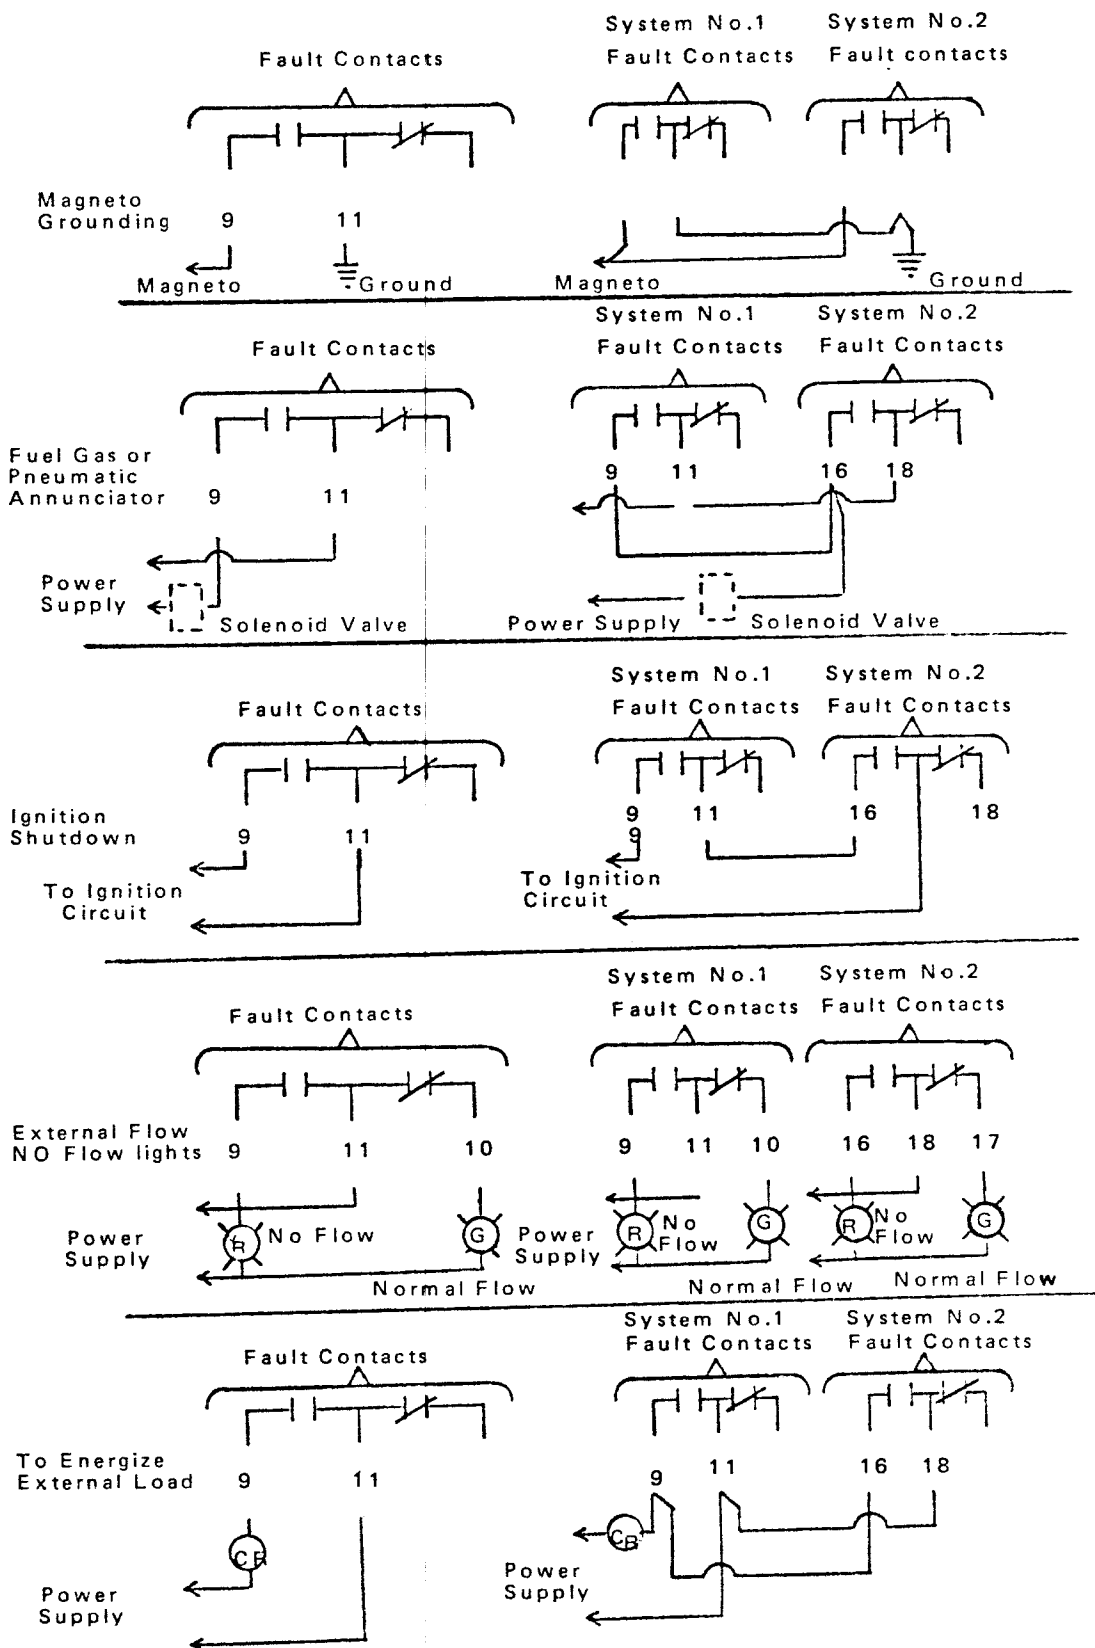 System No.1
System No.2
Fault Contacts
Fault Contacts
Fault contacts
Magneto
Grounding
9
11
Magneto
Ground
Magneto
Ground
System No.1
System No.2
Fault Contacts
Fault Contacts
Fault Contacts
Fuel Gas or
Pneumatic
Annunciator
9
11
9
11
16
18
Power
Supply
Solenoid Valve
Power Supply
Solenoid Valve
System No.1
System No.2
Fault Contacts
Fault Contacts
Fault Contacts
Ignition
Shutdown
9
11
9
9
11
16
18
To Ignition
Circuit
To Ignition
Circuit
System No.1
System No.2
Fault Contacts
Fault Contacts
Fault Contacts
External Flow
NO Flow lights
9
11
10
9
11
10
16
18
17
Power
Supply
R
No Flow
G
Power
Supply
R
No
Flow
G
R
No
Flow
G
Normal Flow
Normal Flow
Normal Flow
System No.1
System No.2
Fault Contacts
Fault Contacts
Fault Contacts
To Energize
External Load
9
11
9
11
16
18
CR
CR
Power
Supply
Power
Supply